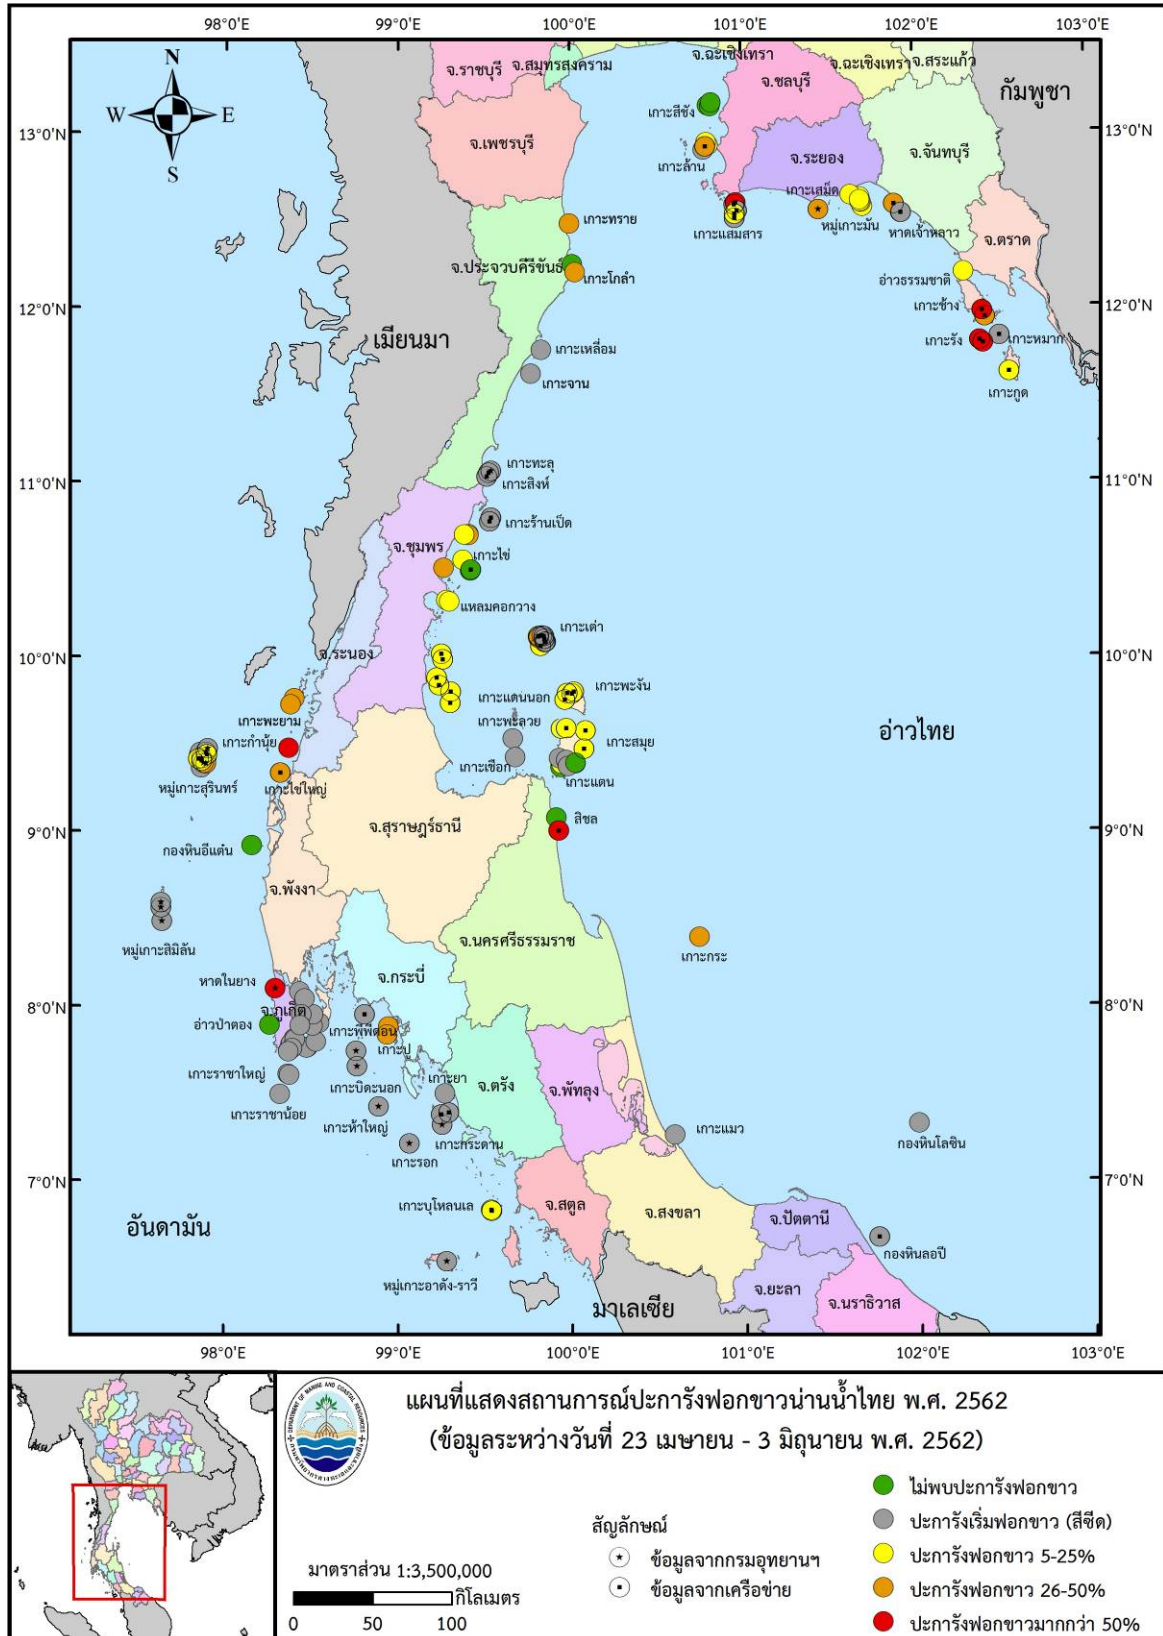 98°0'E 99°0'E 100°0'E 101°0'E 102°0'E 103°0'E
N
W E
S
จ.ราชบุรี
จ.สมุทรสงคราม
จ.ฉะเชิงเทรา
จ.ฉะเชิงเทรา
จ.สระแก้ว
จ.ชลบุรี
กัมพูชา
เกาะสีชัง
13°0'N
13°0'N
จ.เพชรบุรี
จ.ระยอง
จ.จันทบุรี
เกาะล้าน
เกาะเสม็ด
เกาะทราย
เกาะแสมสาร
หมู่เกาะมัน
หาดเจ้าหลาว
จ.ตราด
จ.ประจวบคีรีขันธ์
เกาะโกลำ
อ่าวธรรมชาติ
12°0'N
12°0'N
เกาะช้าง
เมียนมา
เกาะเหลื่อม
เกาะรัง
เกาะหมาก
เกาะจาน
เกาะกูด
เกาะทะลุ
11°0'N
11°0'N
เกาะสิงห์
เกาะร้านเป็ด
จ.ชุมพร
เกาะไข่
แหลมคอกวาง
เกาะเต่า
10°0'N
10°0'N
จ.ระนอง
เกาะพะงัน
เกาะแดนนอก
เกาะพะยาม
เกาะพะลวย
อ่าวไทย
เกาะกำนุ้ย
เกาะสมุย
เกาะเชือก
หมู่เกาะสุรินทร์
เกาะไข่ใหญ่
เกาะแตน
สิชล
9°0'N
9°0'N
จ.สุราษฎร์ธานี
กองหินอีแต๋น
จ.พังงา
หมู่เกาะสิมิลัน
จ.นครศรีธรรมราช
เกาะกระ
หาดในยาง
จ.กระบี่
8°0'N
8°0'N
จ.ภูเก็ต
อ่าวป่าตอง
เกาะพีพีดอน
เกาะปู
เกาะราชาใหญ่
เกาะบิดะนอก
เกาะยา
จ.ตรัง
จ.พัทลุง
เกาะราชาน้อย
เกาะห้าใหญ่
เกาะกระดาน
เกาะแมว
กองหินโลซิน
เกาะรอก
7°0'N
7°0'N
เกาะบุโหลนเล
จ.สตูล
จ.สงขลา
จ.ปัตตานี
อันดามัน
กองหินลอปี
หมู่เกาะอาดัง-ราวี
จ.ยะลา
มาเลเซีย
จ.นราธิวาส
98°0'E 99°0'E 100°0'E 101°0'E 102°0'E 103°0'E
DEPARTMENT OF MARINE AND COASTAL RESOURCES
กรมทรัพยากรทางทะเลและชายฝั่ง
แผนที่แสดงสถานการณ์ปะการังฟอกขาวน่านน้ำไทย พ.ศ. 2562
(ข้อมูลระหว่างวันที่ 23 เมษายน - 3 มิถุนายน พ.ศ. 2562)
มาตราส่วน 1:3,500,000
กิโลเมตร
0 50 100
สัญลักษณ์
ข้อมูลจากกรมอุทยานฯ
ข้อมูลจากเครือข่าย
ไม่พบปะการังฟอกขาว
ปะการังเริ่มฟอกขาว (สีซีด)
ปะการังฟอกขาว 5-25%
ปะการังฟอกขาว 26-50%
ปะการังฟอกขาวมากกว่า 50%